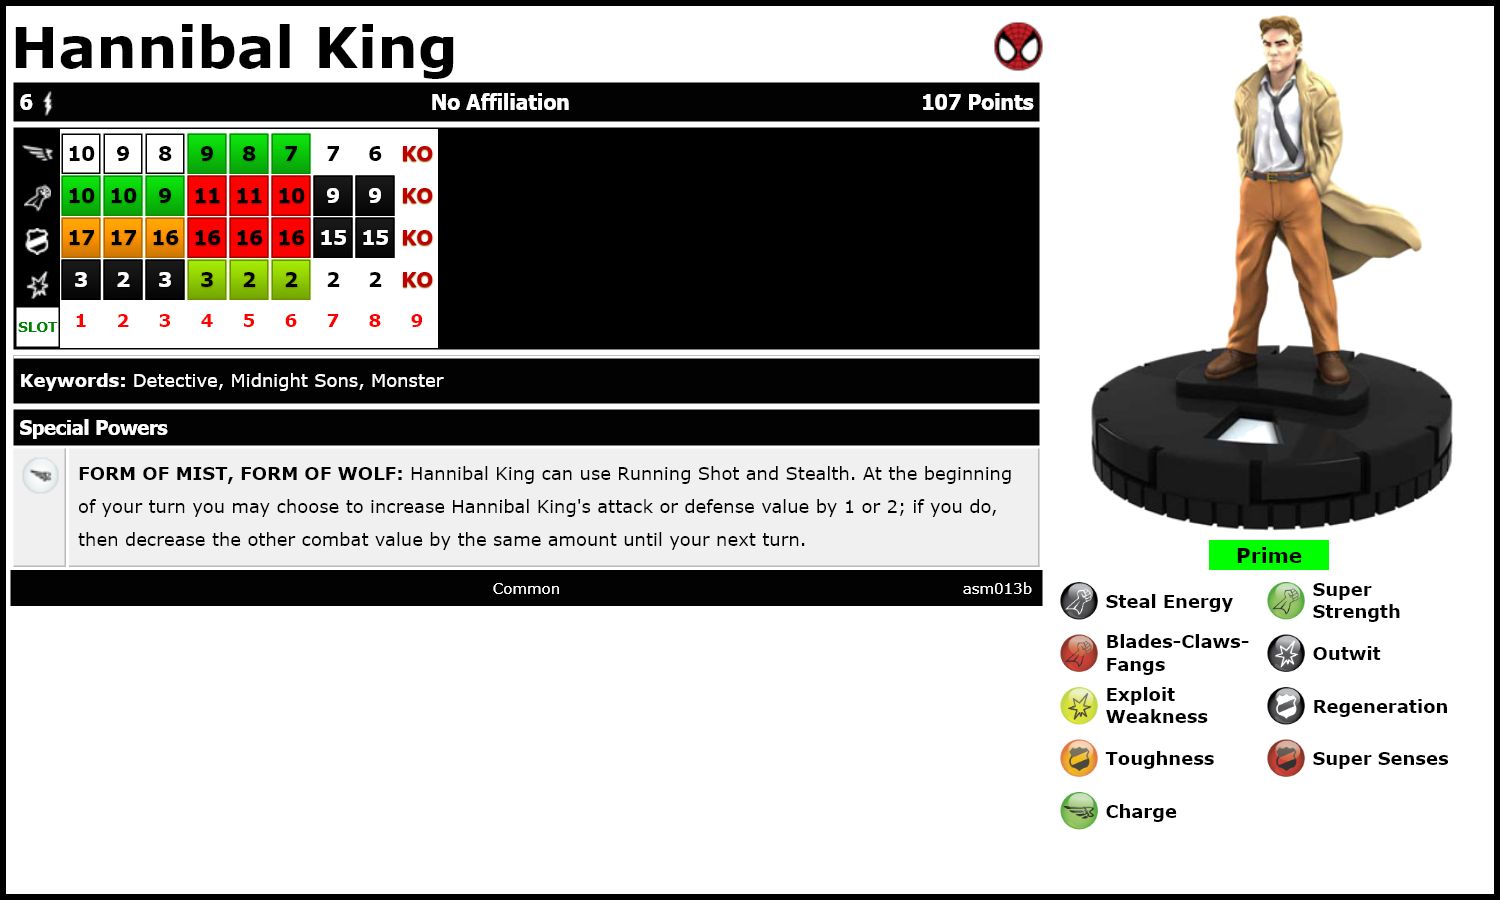 Hannibal King
6 No Affiliation 107 Points
10 9 8 9 8 7 7 6 KO
10 10 9 11 11 10 9 9 KO
17 17 16 16 16 16 15 15 KO
3 2 3 3 2 2 2 2 KO
SLOT 1 2 3 4 5 6 7 8 9
Keywords: Detective, Midnight Sons, Monster
Special Powers
FORM OF MIST, FORM OF WOLF: Hannibal King can use Running Shot and Stealth. At the beginning
of your turn you may choose to increase Hannibal King's attack or defense value by 1 or 2; if you do,
then decrease the other combat value by the same amount until your next turn.
Common asm013b
Prime
Steal Energy
Super
Strength
Blades-Claws-
Fangs
Outwit
Exploit
Weakness
Regeneration
Toughness
Super Senses
Charge